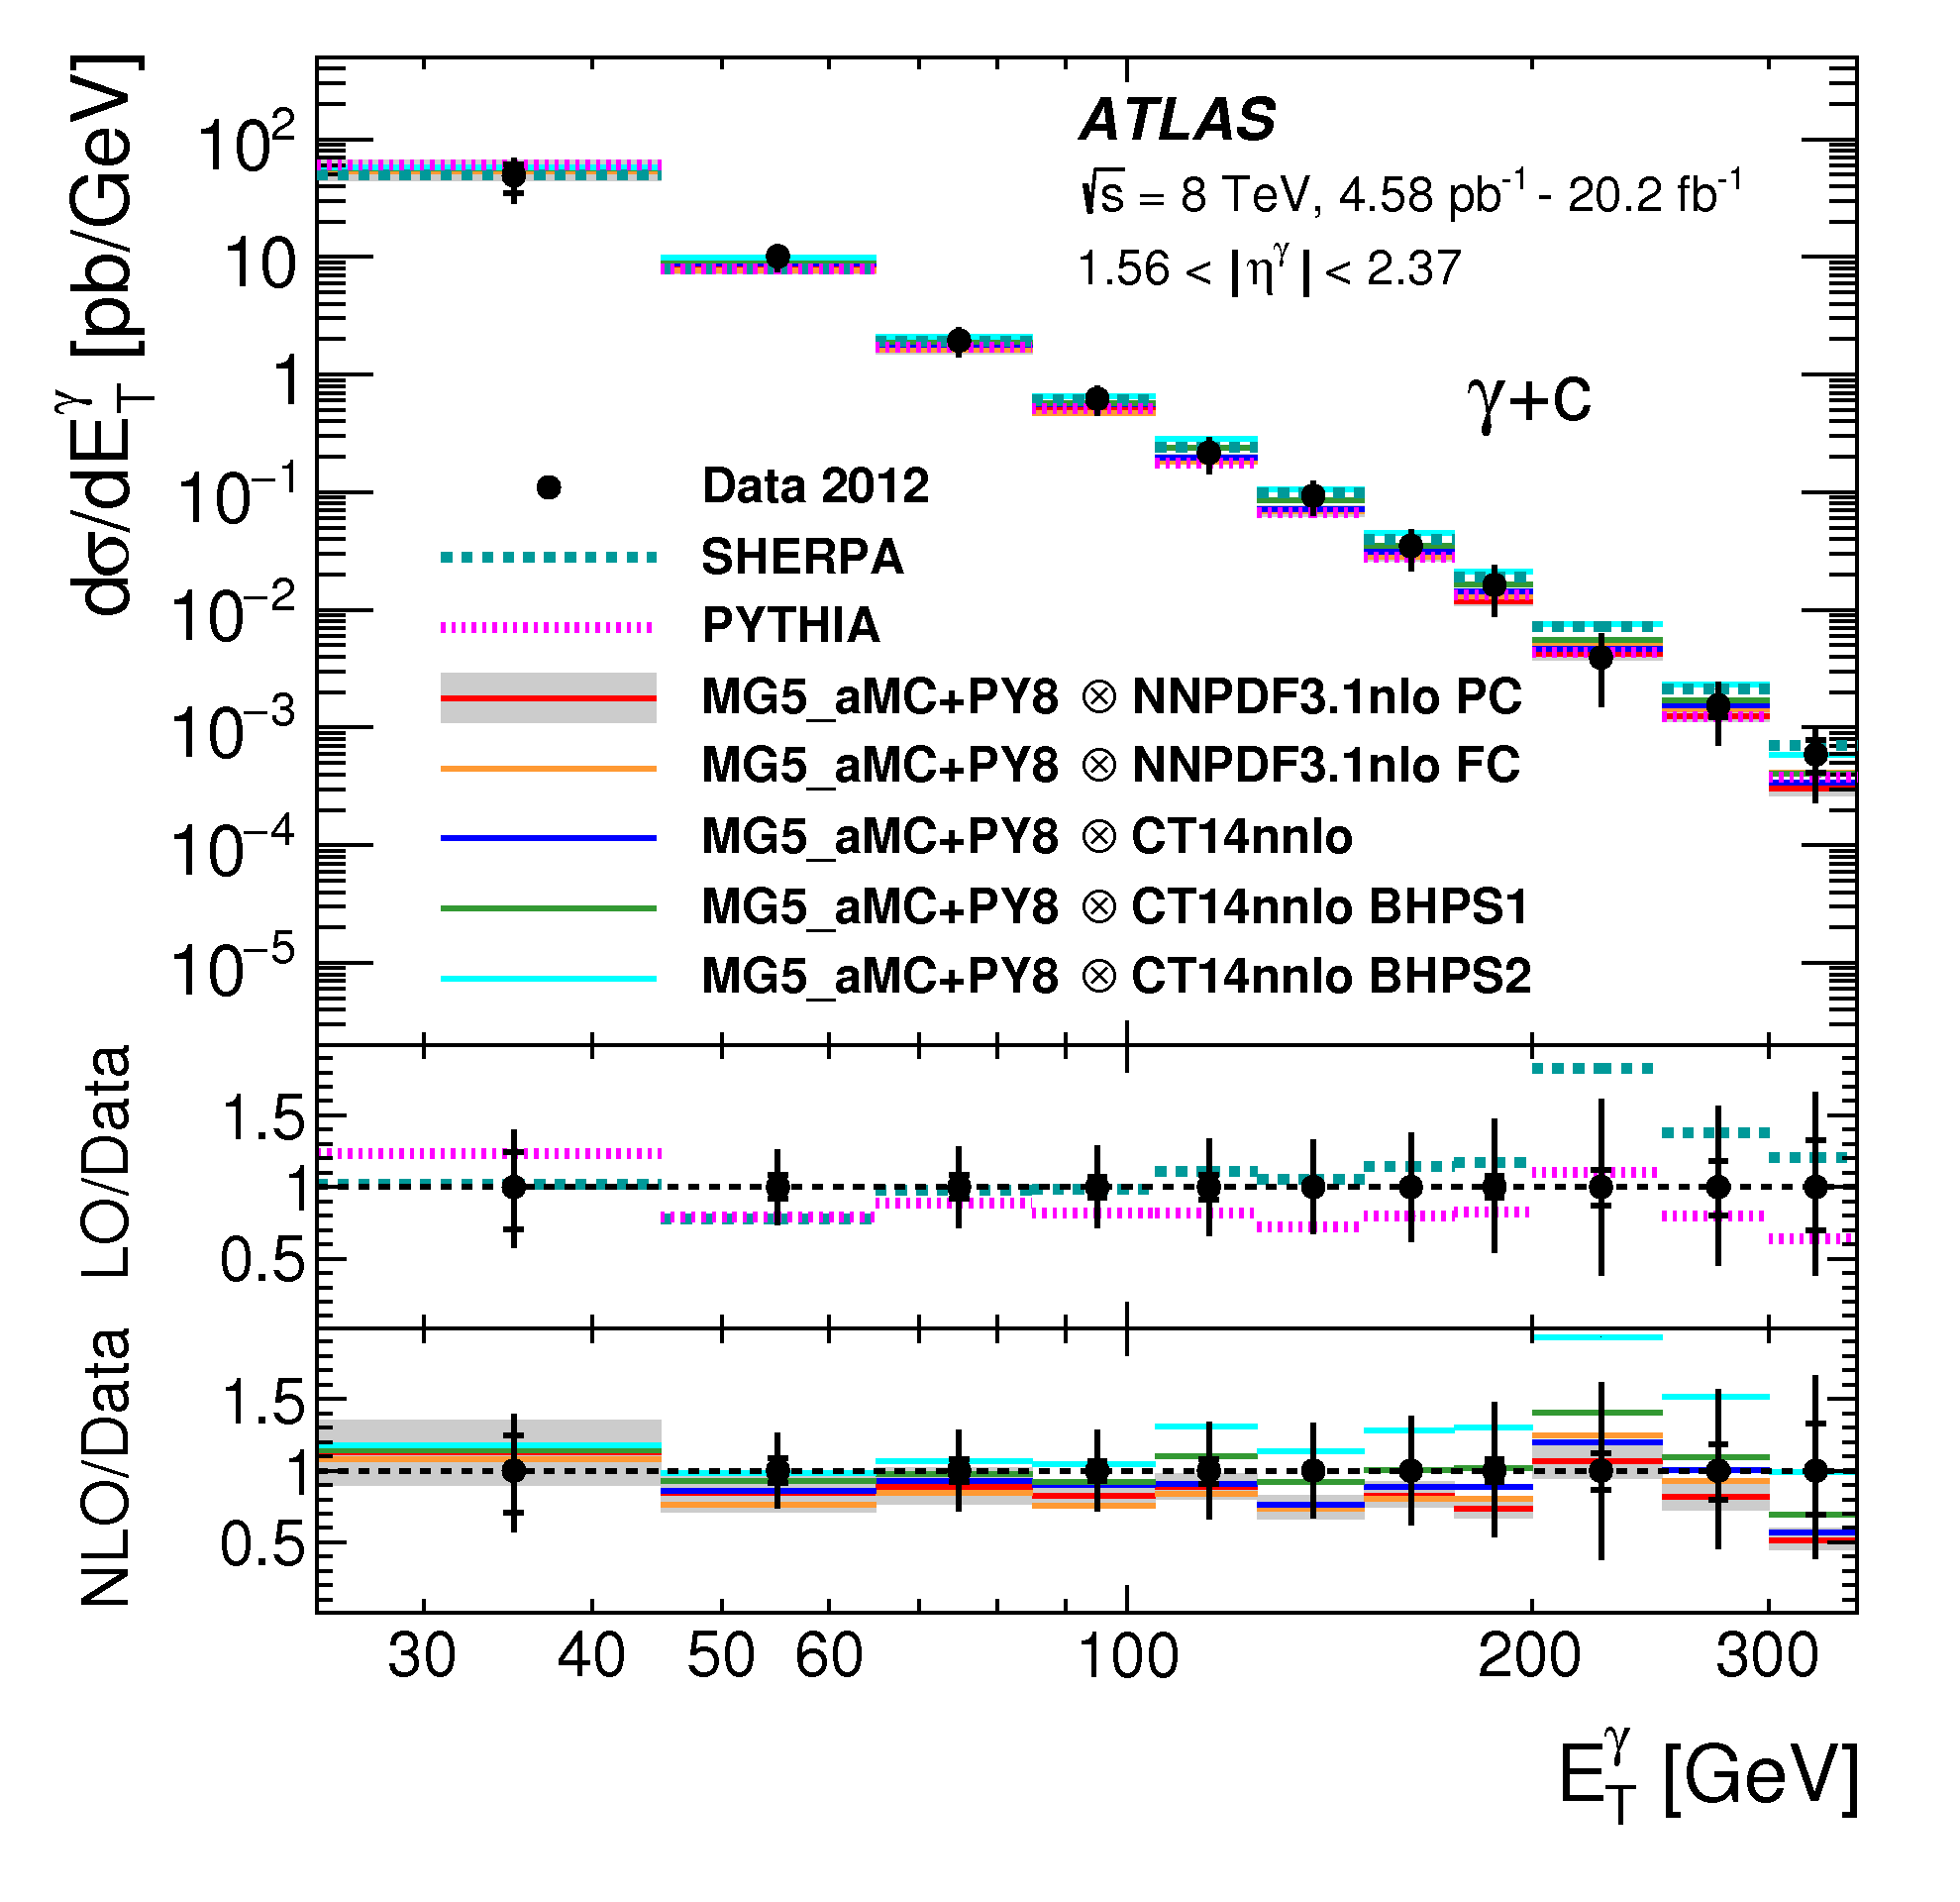 ATLAS
√s = 8 TeV, 4.58 pb⁻¹ - 20.2 fb⁻¹
1.56 < |η^γ| < 2.37
γ+c
dσ/dE_T^γ [pb/GeV]
10²
10
1
10⁻¹
10⁻²
10⁻³
10⁻⁴
10⁻⁵
Data 2012
SHERPA
PYTHIA
MG5_aMC+PY8 ⊗ NNPDF3.1nlo PC
MG5_aMC+PY8 ⊗ NNPDF3.1nlo FC
MG5_aMC+PY8 ⊗ CT14nnlo
MG5_aMC+PY8 ⊗ CT14nnlo BHPS1
MG5_aMC+PY8 ⊗ CT14nnlo BHPS2
LO/Data
1.5
1
0.5
NLO/Data
1.5
1
0.5
30 40 50 60 100 200 300
E_T^γ [GeV]